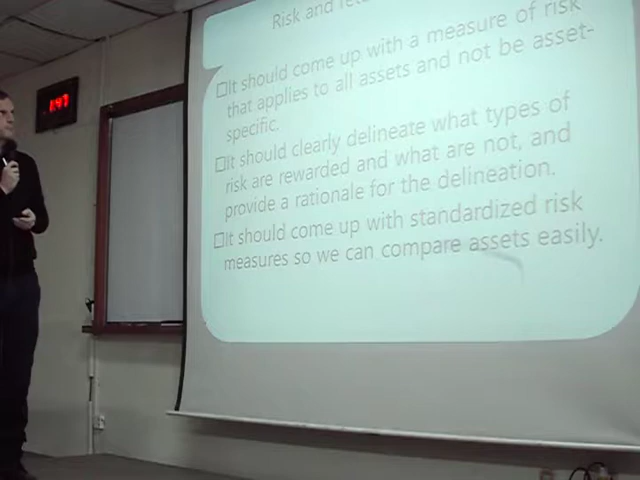 Risk and
□It should come up with a measure of risk
that applies to all assets and not be asset-
specific.
□It should clearly delineate what types of
risk are rewarded and what are not, and
provide a rationale for the delineation.
□It should come up with standardized risk
measures so we can compare assets easily.